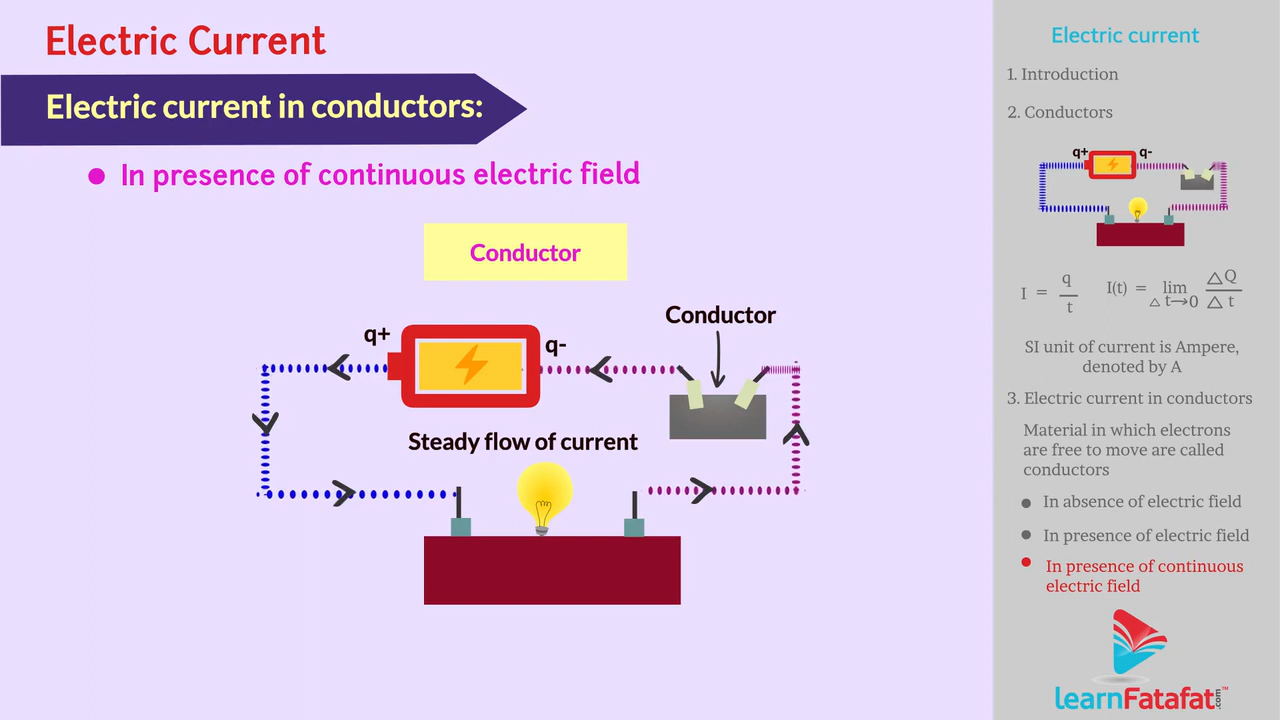 Electric Current
Electric current in conductors:
● In presence of continuous electric field
Conductor
Conductor
q+
q-
Steady flow of current
Electric current
1. Introduction
2. Conductors
q+ q-
I = q/t I(t) = lim △t→0 △Q/△t
SI unit of current is Ampere,
denoted by A
3. Electric current in conductors
Material in which electrons
are free to move are called
conductors
● In absence of electric field
● In presence of electric field
● In presence of continuous
electric field
learnFatafat.com™